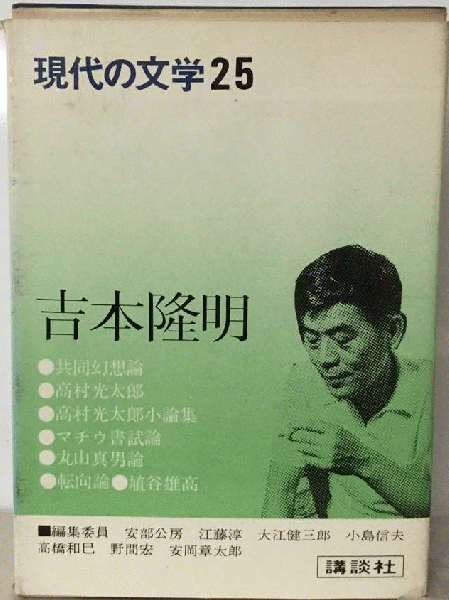 現代の文学25
吉本隆明
●共同幻想論
●高村光太郎
●高村光太郎小論集
●マチウ書試論
●丸山真男論
●転向論●埴谷雄高
■編集委員 安部公房 江藤淳 大江健三郎 小島信夫
高橋和巳 野間宏 安岡章太郎
講談社